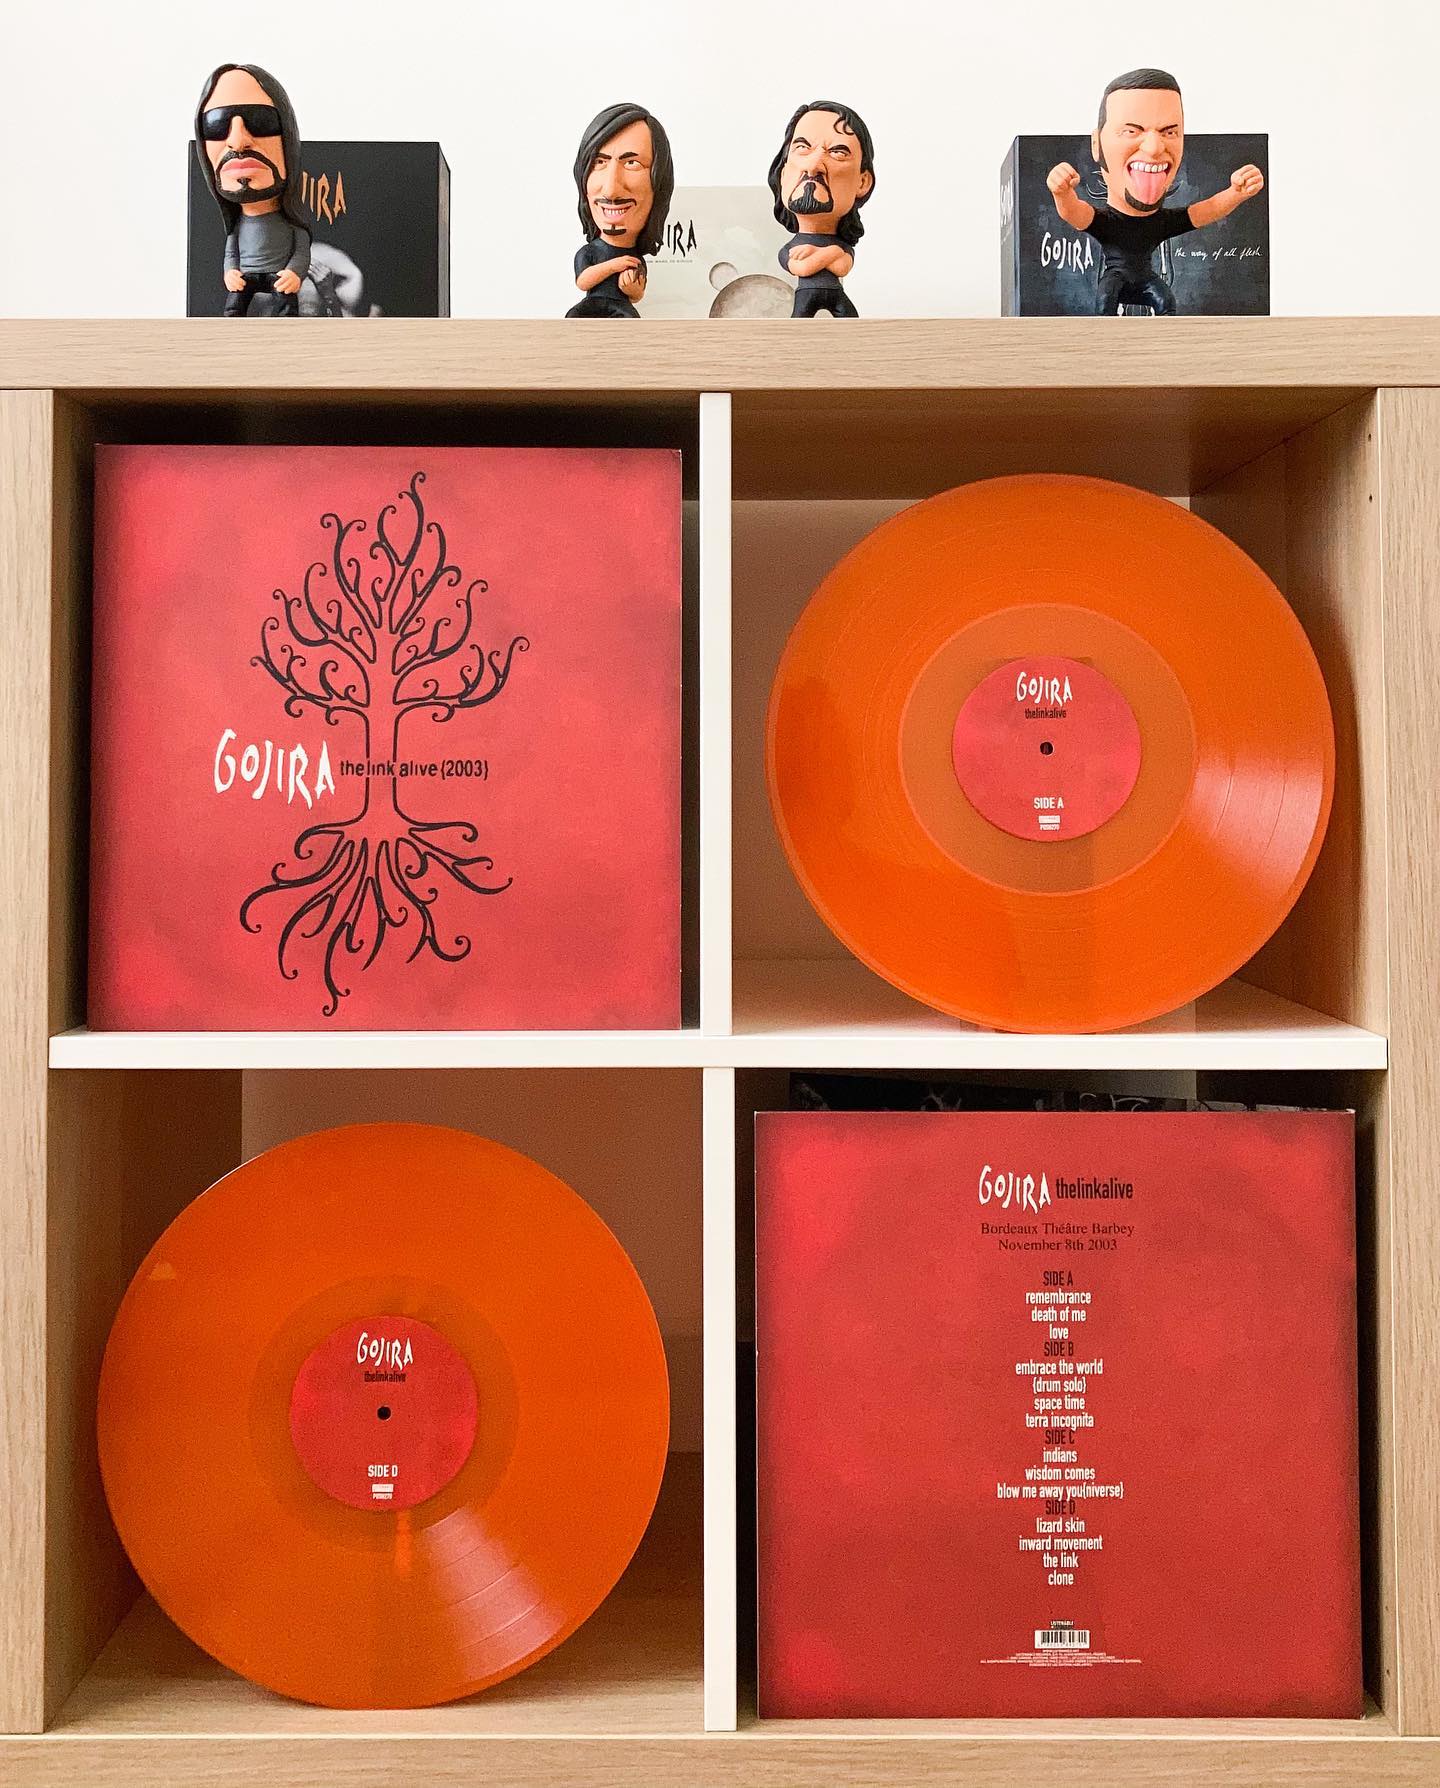 GOJIRA
the way of all flesh
GOJIRA the link alive {2003}
GOJIRA
thelinkalive
SIDE A
GOJIRA
thelinkalive
SIDE D
GOJIRA thelinkalive
Bordeaux Théâtre Barbey
November 8th 2003
SIDE A
remembrance
death of me
love
SIDE B
embrace the world
{drum solo}
space time
terra incognita
SIDE C
indians
wisdom comes
blow me away you{niverse}
SIDE D
lizard skin
inward movement
the link
clone